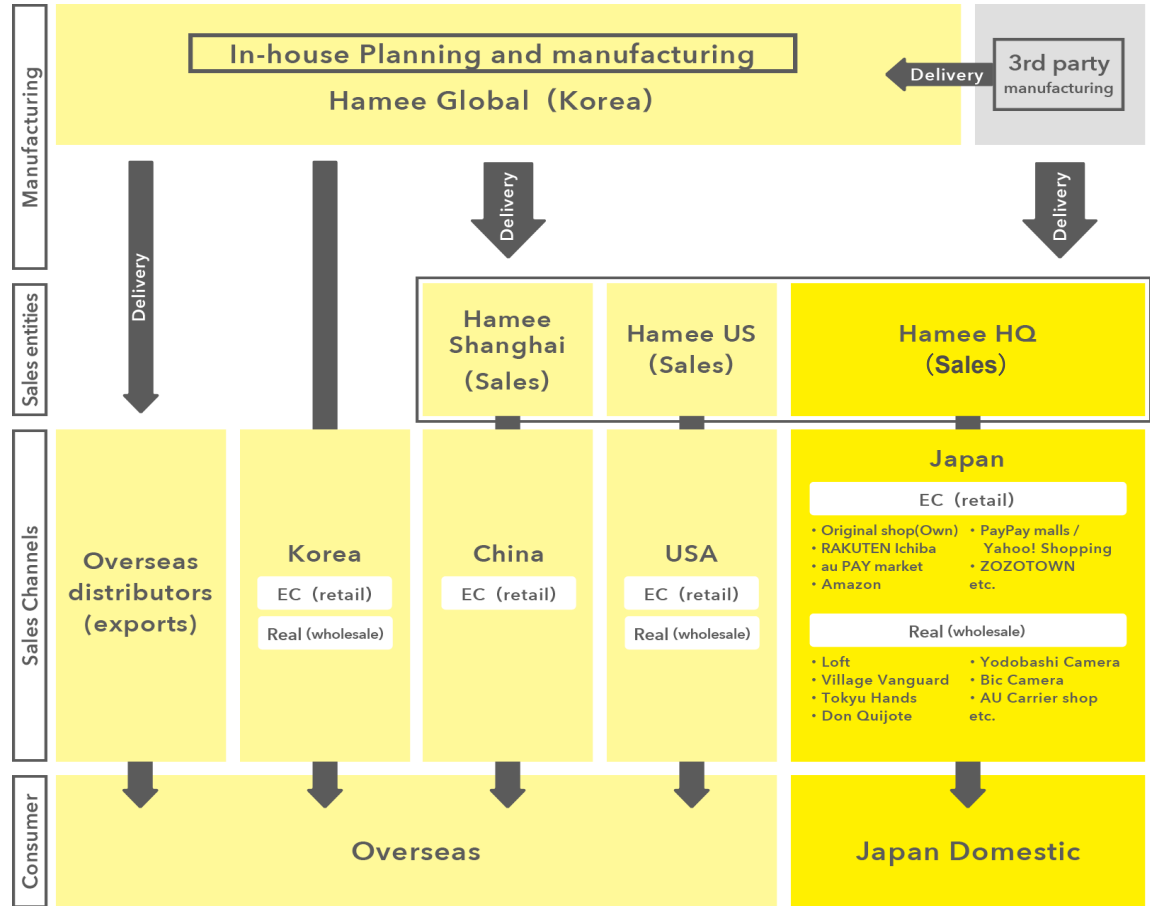 Manufacturing
In-house Planning and manufacturing
Hamee Global (Korea)
Delivery
3rd party
manufacturing
Delivery
Delivery
Delivery
Sales entities
Hamee
Shanghai
(Sales)
Hamee US
(Sales)
Hamee HQ
(Sales)
Sales Channels
Overseas
distributors
(exports)
Korea
EC (retail)
Real (wholesale)
China
EC (retail)
USA
EC (retail)
Real (wholesale)
Japan
EC (retail)
・Original shop(Own)
・RAKUTEN Ichiba
・au PAY market
・Amazon
・PayPay malls /
Yahoo! Shopping
・ZOZOTOWN
etc.
Real (wholesale)
・Loft
・Village Vanguard
・Tokyu Hands
・Don Quijote
・Yodobashi Camera
・Bic Camera
・AU Carrier shop
etc.
Consumer
Overseas
Japan Domestic